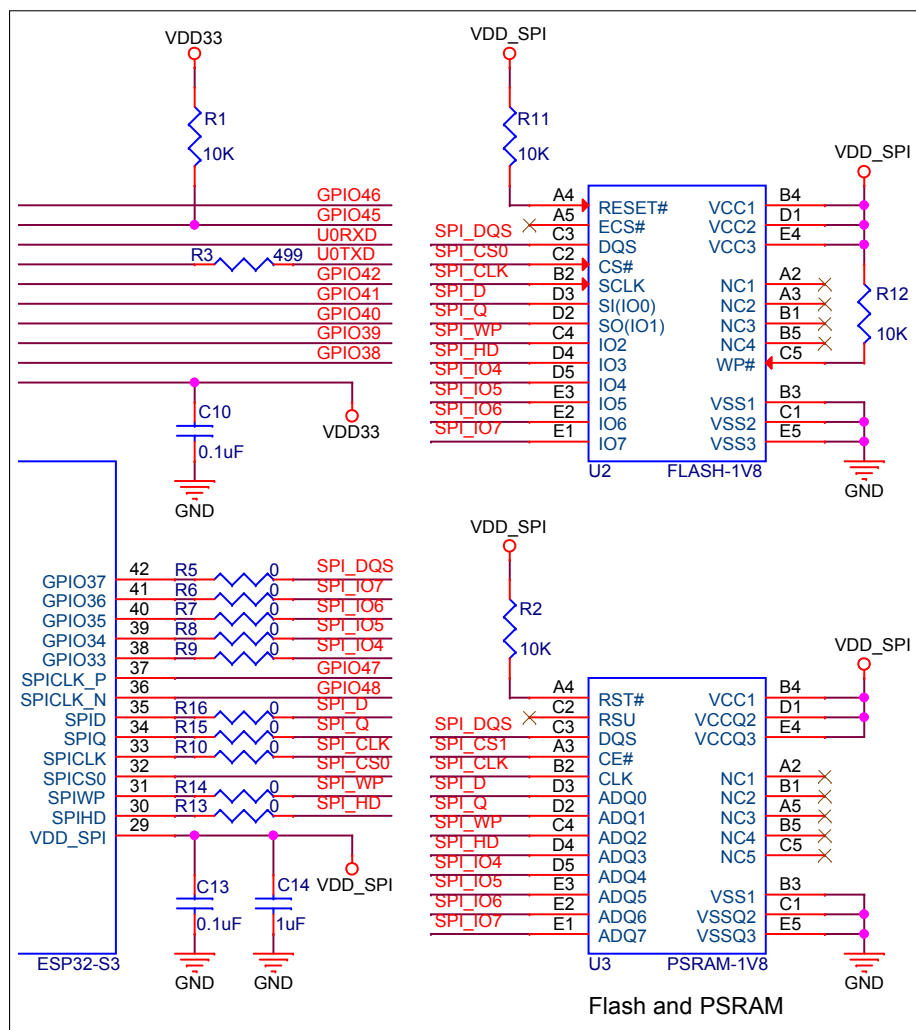 VDD33
R1
10K
GPIO46
GPIO45
U0RXD
U0TXD
R3 499
GPIO42
GPIO41
GPIO40
GPIO39
GPIO38
C10
0.1uF
VDD33
GND
VDD_SPI
R11
10K
VDD_SPI
A4 RESET# VCC1 B4
A5 ECS# VCC2 D1
SPI_DQS C3 DQS VCC3 E4
SPI_CS0 C2 CS#
SPI_CLK B2 SCLK NC1 A2
SPI_D D3 SI(IO0) NC2 A3
SPI_Q D2 SO(IO1) NC3 B1
SPI_WP C4 IO2 NC4 B5
SPI_HD D4 IO3 WP# C5
SPI_IO4 D5 IO4
SPI_IO5 E3 IO5 VSS1 B3
SPI_IO6 E2 IO6 VSS2 C1
SPI_IO7 E1 IO7 VSS3 E5
R12
10K
U2 FLASH-1V8
GND
GPIO37 42 R5 0 SPI_DQS
GPIO36 41 R6 0 SPI_IO7
GPIO35 40 R7 0 SPI_IO6
GPIO34 39 R8 0 SPI_IO5
GPIO33 38 R9 0 SPI_IO4
SPICLK_P 37 GPIO47
SPICLK_N 36 GPIO48
SPID 35 R16 0 SPI_D
SPIQ 34 R15 0 SPI_Q
SPICLK 33 R10 0 SPI_CLK
SPICS0 32 SPI_CS0
SPIWP 31 R14 0 SPI_WP
SPIHD 30 R13 0 SPI_HD
VDD_SPI 29
C13
0.1uF
C14
1uF
VDD_SPI
GND
GND
ESP32-S3
VDD_SPI
R2
10K
VDD_SPI
A4 RST# VCC1 B4
C2 RSU VCCQ2 D1
SPI_DQS C3 DQS VCCQ3 E4
SPI_CS1 A3 CE#
SPI_CLK B2 CLK NC1 A2
SPI_D D3 ADQ0 NC2 B1
SPI_Q D2 ADQ1 NC3 A5
SPI_WP C4 ADQ2 NC4 B5
SPI_HD D4 ADQ3 NC5 C5
SPI_IO4 D5 ADQ4
SPI_IO5 E3 ADQ5 VSS1 B3
SPI_IO6 E2 ADQ6 VSSQ2 C1
SPI_IO7 E1 ADQ7 VSSQ3 E5
U3 PSRAM-1V8
GND
Flash and PSRAM